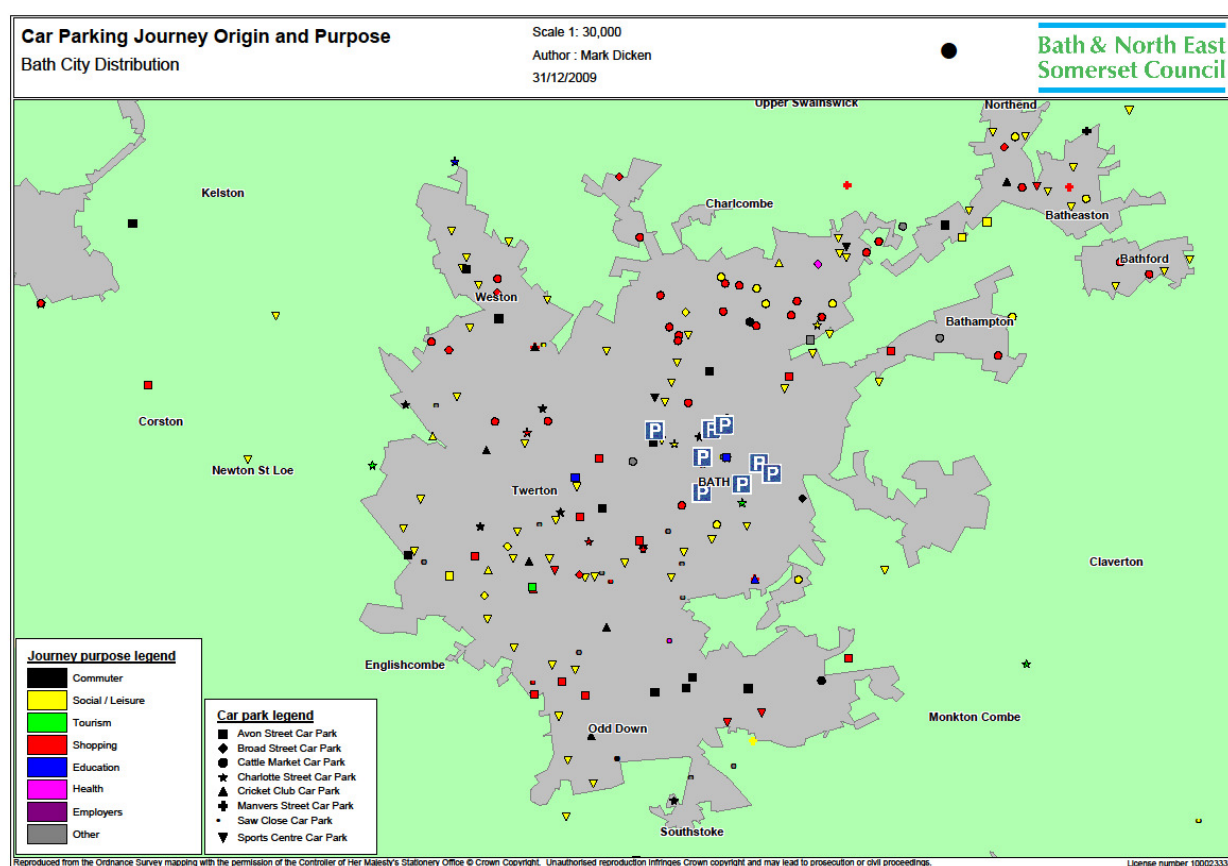 Car Parking Journey Origin and Purpose
Bath City Distribution
Scale 1: 30,000
Author : Mark Dicken
31/12/2009
Bath & North East
Somerset Council
Upper Swainswick
Northend
Kelston
Charlcombe
Batheaston
Bathford
Weston
Bathampton
Corston
Newton St Loe
Twerton
P
P
P
P
P
P
P
P
BATH
Claverton
Englishcombe
Monkton Combe
Odd Down
Southstoke
Journey purpose legend
Commuter
Social / Leisure
Tourism
Shopping
Education
Health
Employers
Other
Car park legend
Avon Street Car Park
Broad Street Car Park
Cattle Market Car Park
Charlotte Street Car Park
Cricket Club Car Park
Manvers Street Car Park
Saw Close Car Park
Sports Centre Car Park
Reproduced from the Ordnance Survey mapping with the permission of the Controller of Her Majesty's Stationery Office © Crown Copyright. Unauthorised reproduction infringes Crown copyright and may lead to prosecution or civil proceedings.
License number 100023334